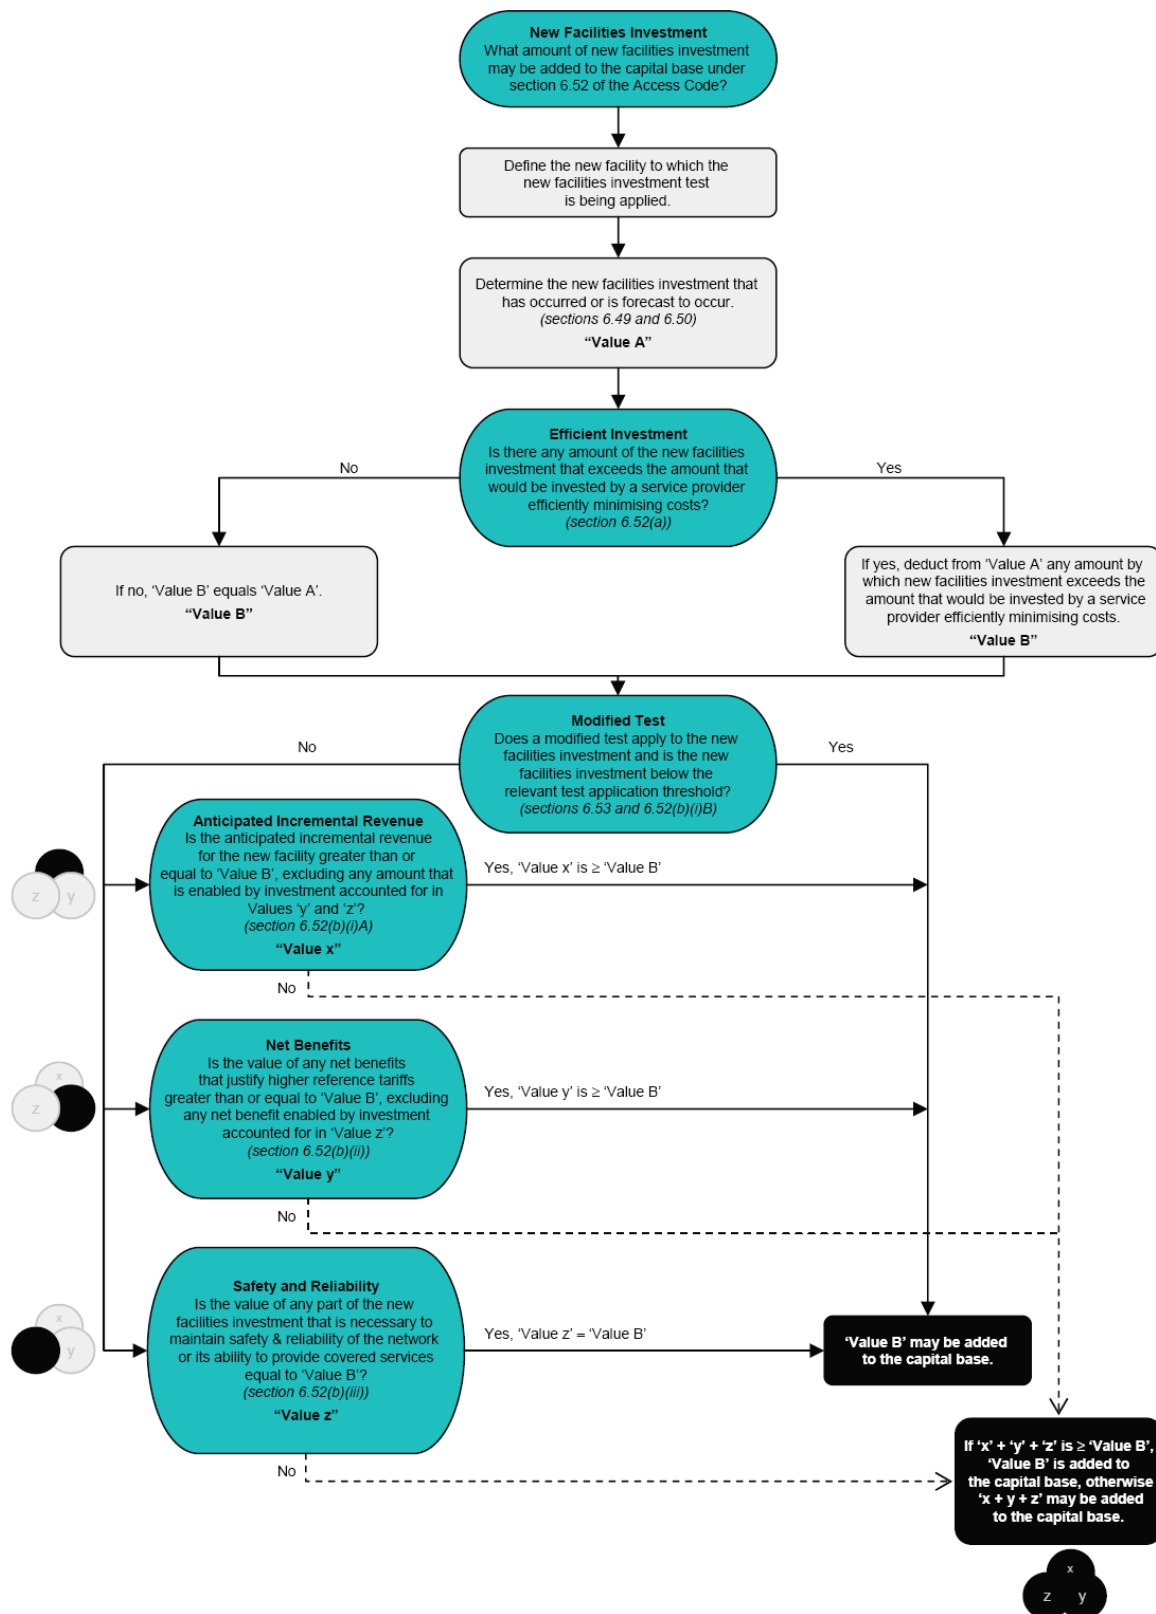 New Facilities Investment
What amount of new facilities investment
may be added to the capital base under
section 6.52 of the Access Code?
Define the new facility to which the
new facilities investment test
is being applied.
Determine the new facilities investment that
has occurred or is forecast to occur.
(sections 6.49 and 6.50)
“Value A”
Efficient Investment
Is there any amount of the new facilities
investment that exceeds the amount that
would be invested by a service provider
efficiently minimising costs?
(section 6.52(a))
No
Yes
If no, ‘Value B’ equals ‘Value A’.
“Value B”
If yes, deduct from ‘Value A’ any amount by
which new facilities investment exceeds the
amount that would be invested by a service
provider efficiently minimising costs.
“Value B”
Modified Test
Does a modified test apply to the new
facilities investment and is the new
facilities investment below the
relevant test application threshold?
(sections 6.53 and 6.52(b)(i)B)
No
Yes
Anticipated Incremental Revenue
Is the anticipated incremental revenue
for the new facility greater than or
equal to ‘Value B’, excluding any amount that
is enabled by investment accounted for in
Values ‘y’ and ‘z’?
(section 6.52(b)(i)A)
“Value x”
z y
Yes, ‘Value x’ is ≥ ‘Value B’
No
Net Benefits
Is the value of any net benefits
that justify higher reference tariffs
greater than or equal to ‘Value B’, excluding
any net benefit enabled by investment
accounted for in ‘Value z’?
(section 6.52(b)(ii))
“Value y”
x
z
Yes, ‘Value y’ is ≥ ‘Value B’
No
Safety and Reliability
Is the value of any part of the new
facilities investment that is necessary to
maintain safety & reliability of the network
or its ability to provide covered services
equal to ‘Value B’?
(section 6.52(b)(iii))
“Value z”
x
y
Yes, ‘Value z’ = ‘Value B’
No
‘Value B’ may be added
to the capital base.
If ‘x’ + ‘y’ + ‘z’ is ≥ ‘Value B’,
‘Value B’ is added to
the capital base, otherwise
‘x + y + z’ may be added
to the capital base.
x
z y